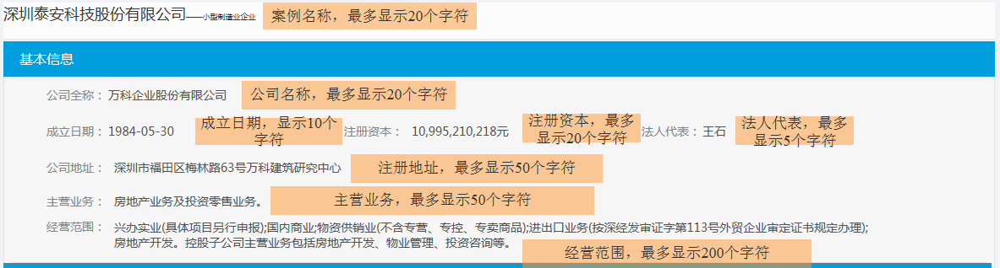 深圳泰安科技股份有限公司——小型制造业企业 案例名称，最多显示20个字符
基本信息
公司全称： 万科企业股份有限公司 公司名称，最多显示20个字符
成立日期： 1984-05-30 成立日期，显示10个字符 注册资本： 10,995,210,218元 注册资本，最多显示20个字符 法人代表： 王石 法人代表，最多显示5个字符
公司地址： 深圳市福田区梅林路63号万科建筑研究中心 注册地址，最多显示50个字符
主营业务： 房地产业务及投资零售业务。 主营业务，最多显示50个字符
经营范围： 兴办实业(具体项目另行申报);国内商业;物资供销业(不含专营、专控、专卖商品);进出口业务(按深经发审证字第113号外贸企业审定证书规定办理);
房地产开发。控股子公司主营业务包括房地产开发、物业管理、投资咨询等。
经营范围，最多显示200个字符